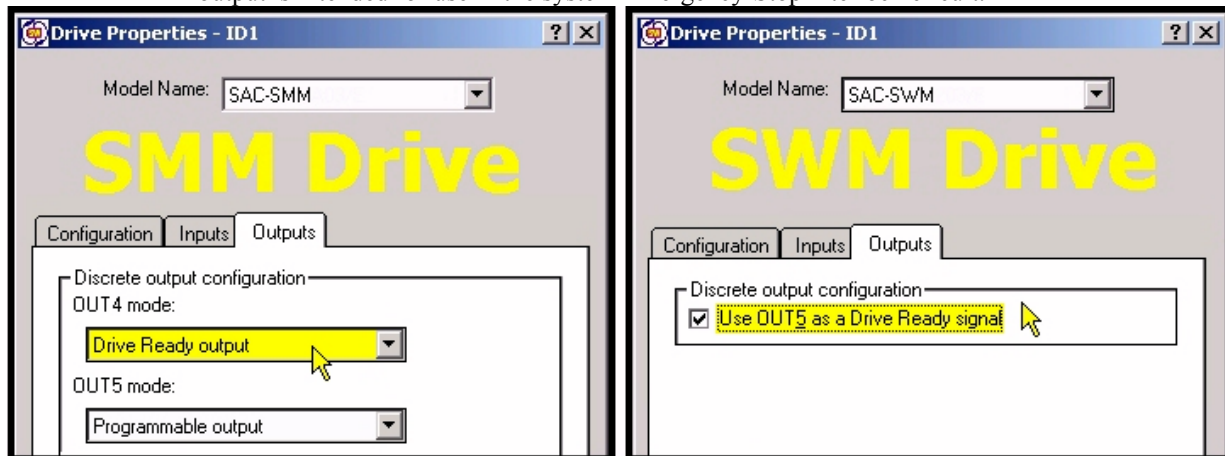 Drive Properties - ID1
Model Name: SAC-SMM
SMM Drive
Configuration Inputs Outputs
Discrete output configuration
OUT4 mode:
Drive Ready output
OUT5 mode:
Programmable output
Drive Properties - ID1
Model Name: SAC-SWM
SWM Drive
Configuration Inputs Outputs
Discrete output configuration
Use OUT5 as a Drive Ready signal